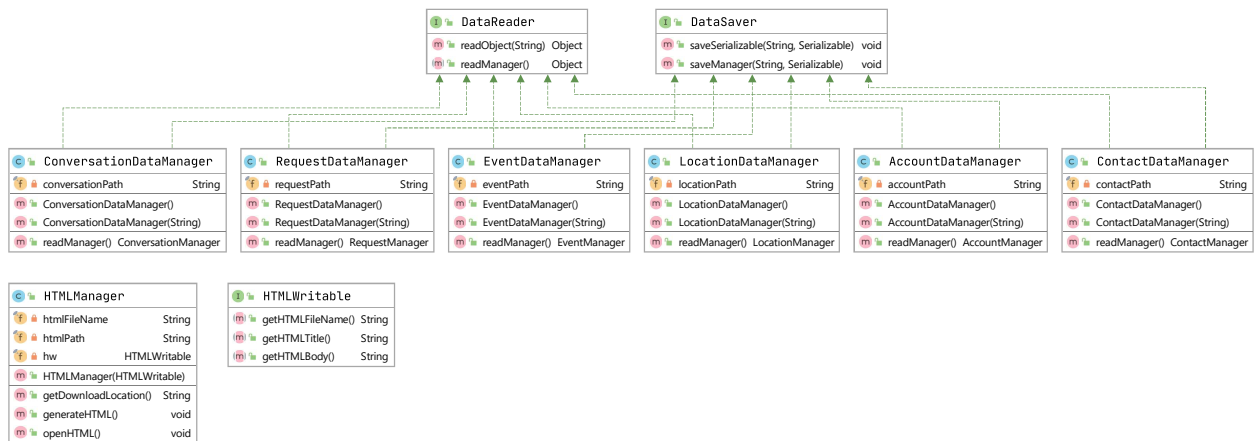 DataReader
readObject(String) Object
readManager() Object
DataSaver
saveSerializable(String, Serializable) void
saveManager(String, Serializable) void
ConversationDataManager
conversationPath String
ConversationDataManager()
ConversationDataManager(String)
readManager() ConversationManager
RequestDataManager
requestPath String
RequestDataManager()
RequestDataManager(String)
readManager() RequestManager
EventDataManager
eventPath String
EventDataManager()
EventDataManager(String)
readManager() EventManager
LocationDataManager
locationPath String
LocationDataManager()
LocationDataManager(String)
readManager() LocationManager
AccountDataManager
accountPath String
AccountDataManager()
AccountDataManager(String)
readManager() AccountManager
ContactDataManager
contactPath String
ContactDataManager()
ContactDataManager(String)
readManager() ContactManager
HTMLManager
htmlFileName String
htmlPath String
hw HTMLWritable
HTMLManager(HTMLWritable)
getDownloadLocation() String
generateHTML() void
openHTML() void
HTMLWritable
getHTMLFileName() String
getHTMLTitle() String
getHTMLBody() String